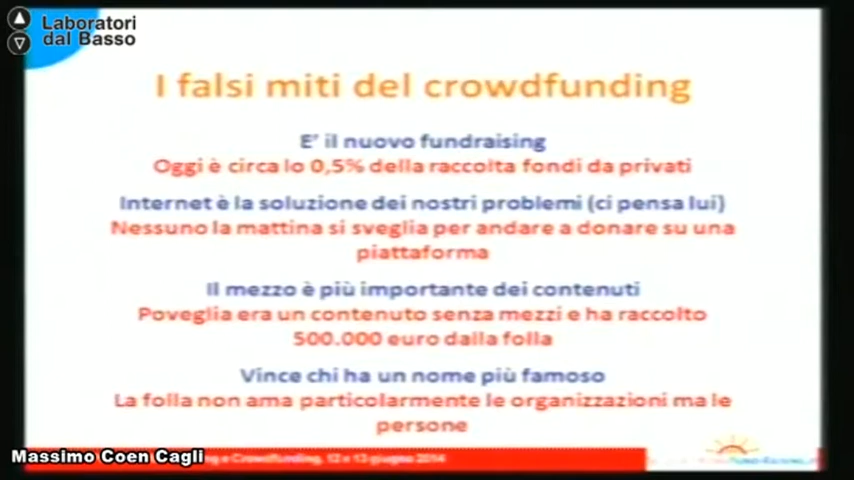 Laboratori
dal Basso
I falsi miti del crowdfunding
E' il nuovo fundraising
Oggi è circa lo 0,5% della raccolta fondi da privati
Internet è la soluzione dei nostri problemi (ci pensa lui)
Nessuno la mattina si sveglia per andare a donare su una
piattaforma
Il mezzo è più importante dei contenuti
Poveglia era un contenuto senza mezzi e ha raccolto
500.000 euro dalla folla
Vince chi ha un nome più famoso
La folla non ama particolarmente le organizzazioni ma le
persone
Massimo Coen Cagli
e Crowdfunding, 12 e 13 giugno 2014